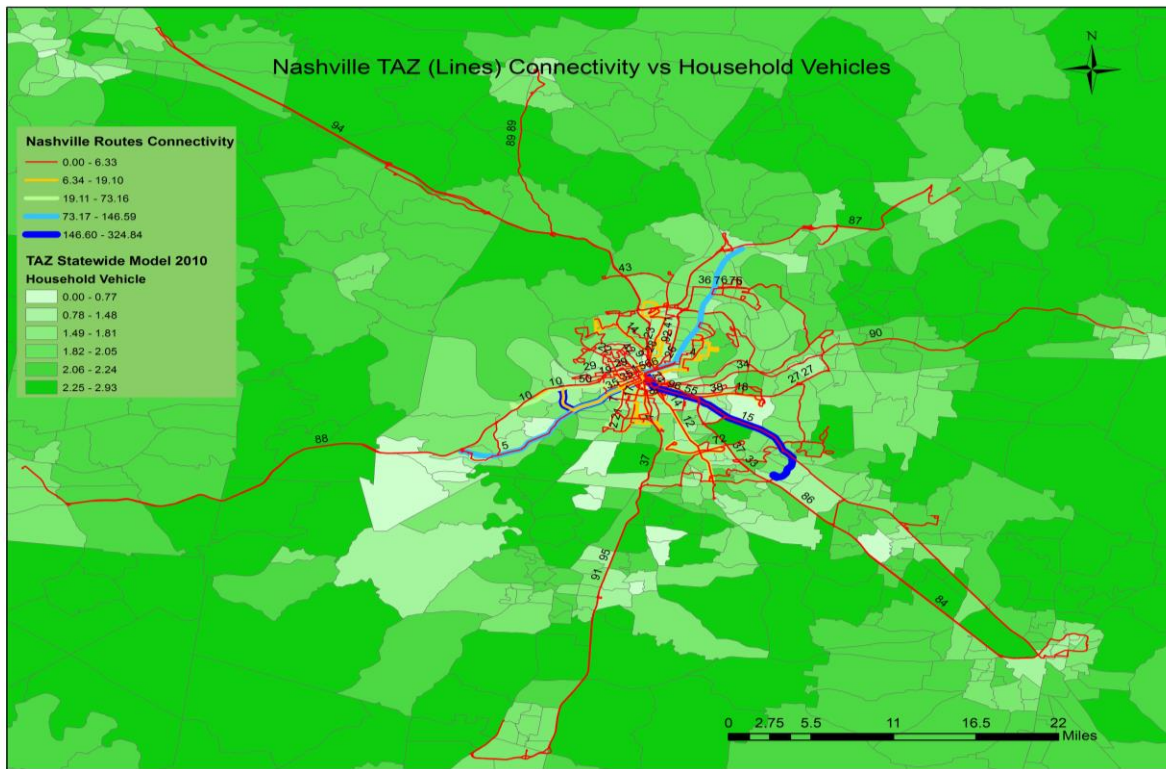 Nashville TAZ (Lines) Connectivity vs Household Vehicles
N
Nashville Routes Connectivity
0.00 - 6.33
6.34 - 19.10
19.11 - 73.16
73.17 - 146.59
146.60 - 324.84
TAZ Statewide Model 2010
Household Vehicle
0.00 - 0.77
0.78 - 1.48
1.49 - 1.81
1.82 - 2.05
2.06 - 2.24
2.25 - 2.93
94
89 89
87
43
36 76 76
90
34
27 27
29
50
10
10
35
96 55 38 18
14
12
15
5
88
72
37
33
86
91 95
84
0 2.75 5.5 11 16.5 22
Miles